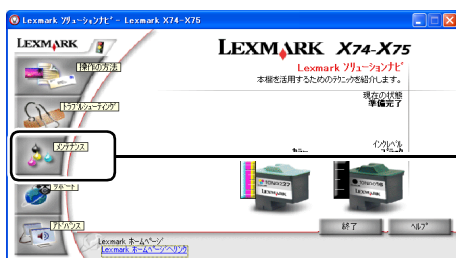 Lexmark ソリューションナビ - Lexmark X74-X75
LEXMARK
LEXMARK X74-X75
Lexmark ソリューションナビ
本機を活用するためのテクニックを紹介します。
現在の状態
準備完了
操作の方法
トラブルシューティング
メンテナンス
インクレベル
サポート
アドバンス
LEXMARK
LEXMARK
終了
ヘルプ
Lexmark ホームページ
Lexmark ホームページへリンク